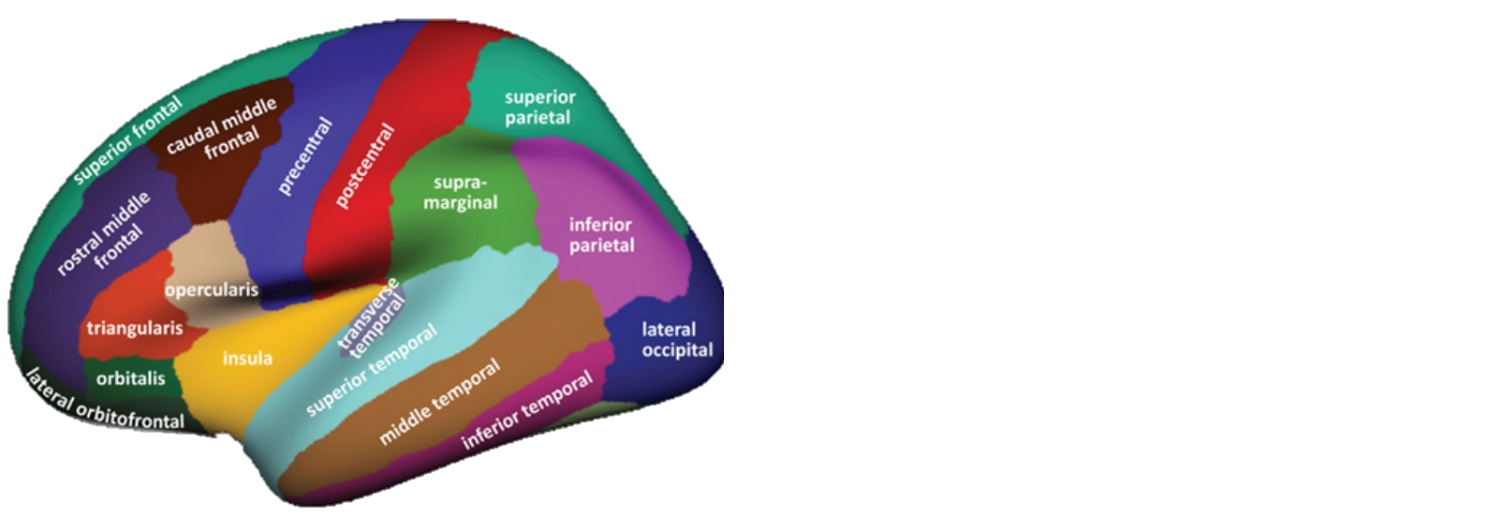 superior frontal
caudal middle
frontal
precentral
postcentral
superior
parietal
supra-
marginal
inferior
parietal
rostral middle
frontal
opercularis
triangularis
insula
transverse
temporal
superior temporal
lateral
occipital
orbitalis
lateral orbitofrontal
middle temporal
inferior temporal